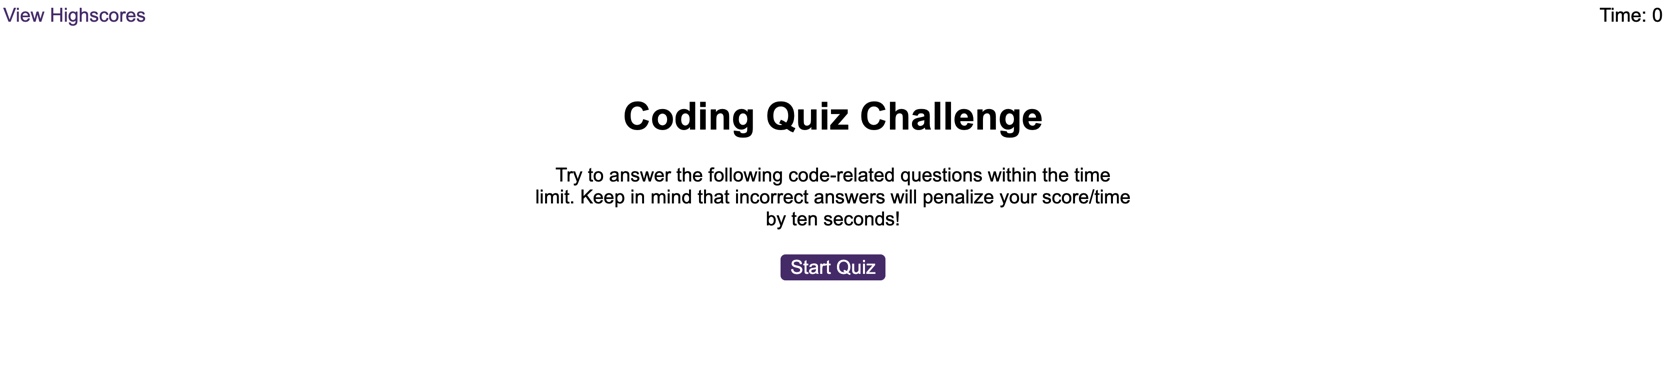 View Highscores
Time: 0
Coding Quiz Challenge
Try to answer the following code-related questions within the time
limit. Keep in mind that incorrect answers will penalize your score/time
by ten seconds!
Start Quiz